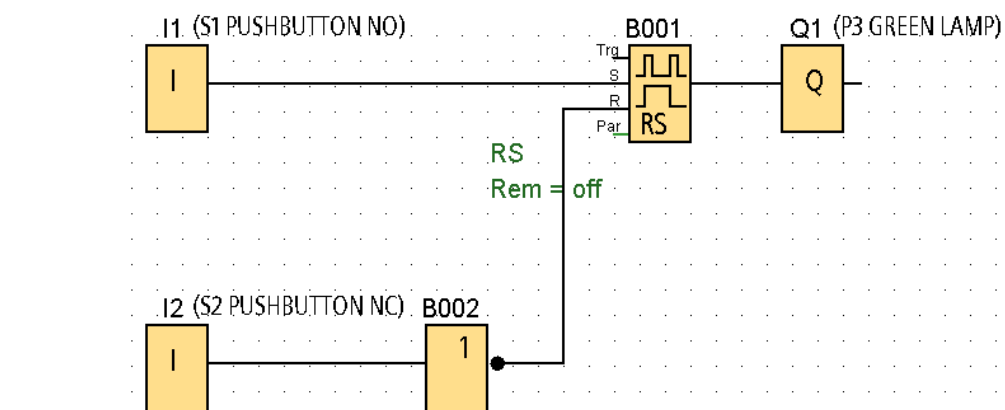 I1 (S1 PUSHBUTTON NO)
B001
Q1 (P3 GREEN LAMP)
I
Trg
S
R
Par
RS
Q
RS
Rem = off
I2 (S2 PUSHBUTTON NC)
B002
I
1